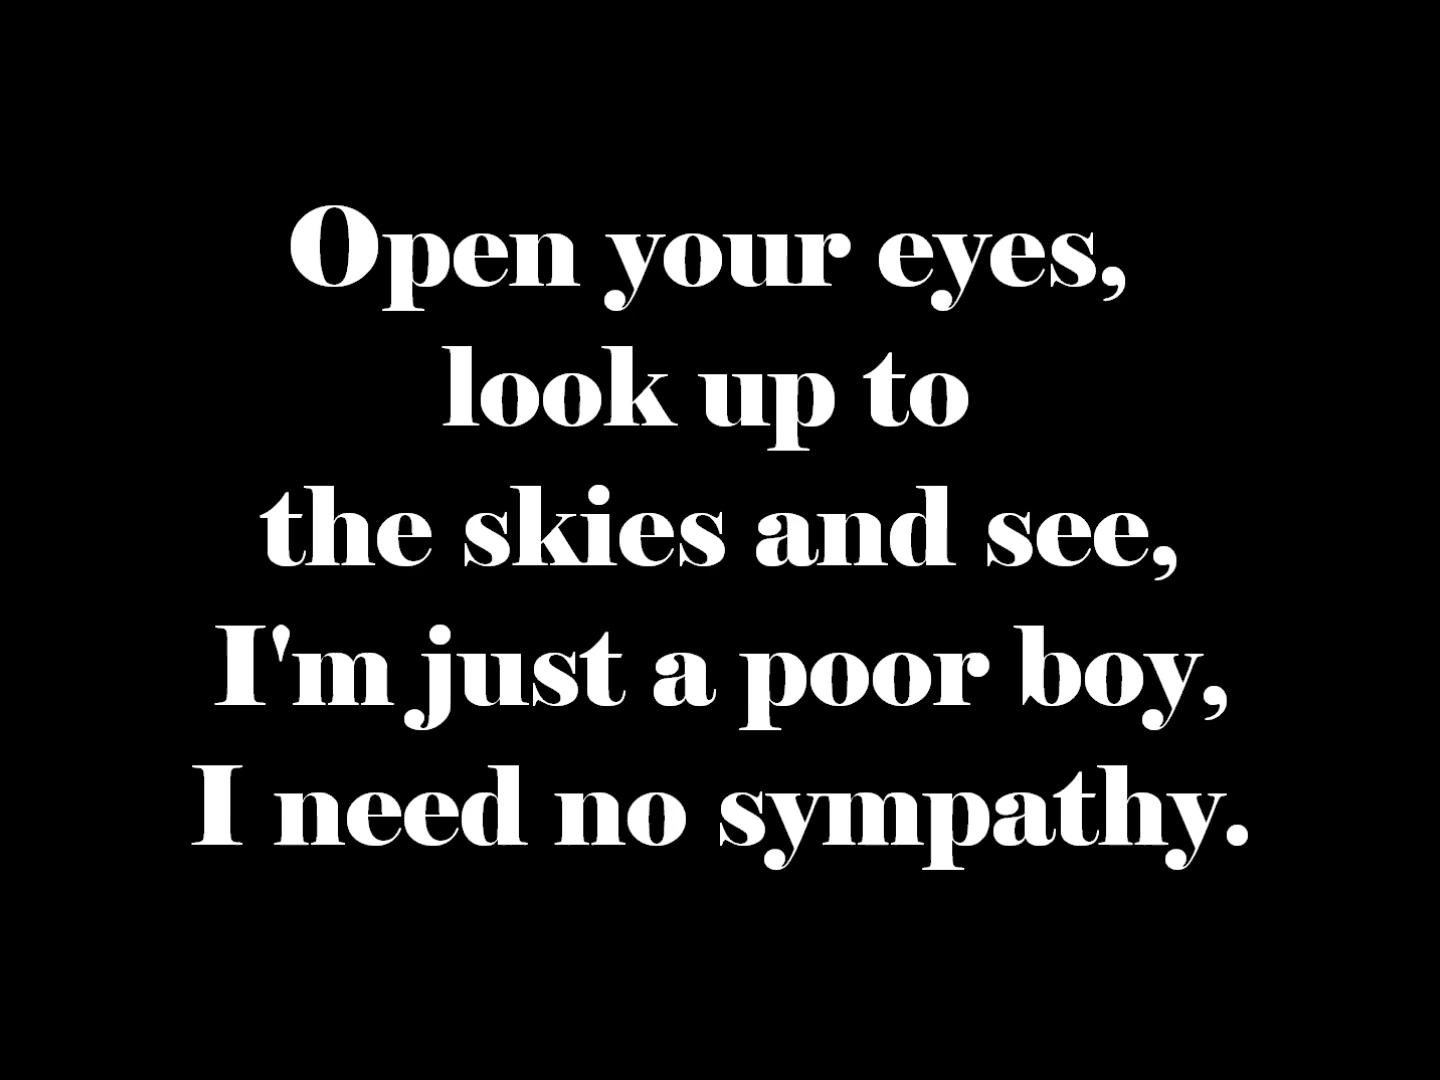 Open your eyes,
look up to
the skies and see,
I'm just a poor boy,
I need no sympathy.